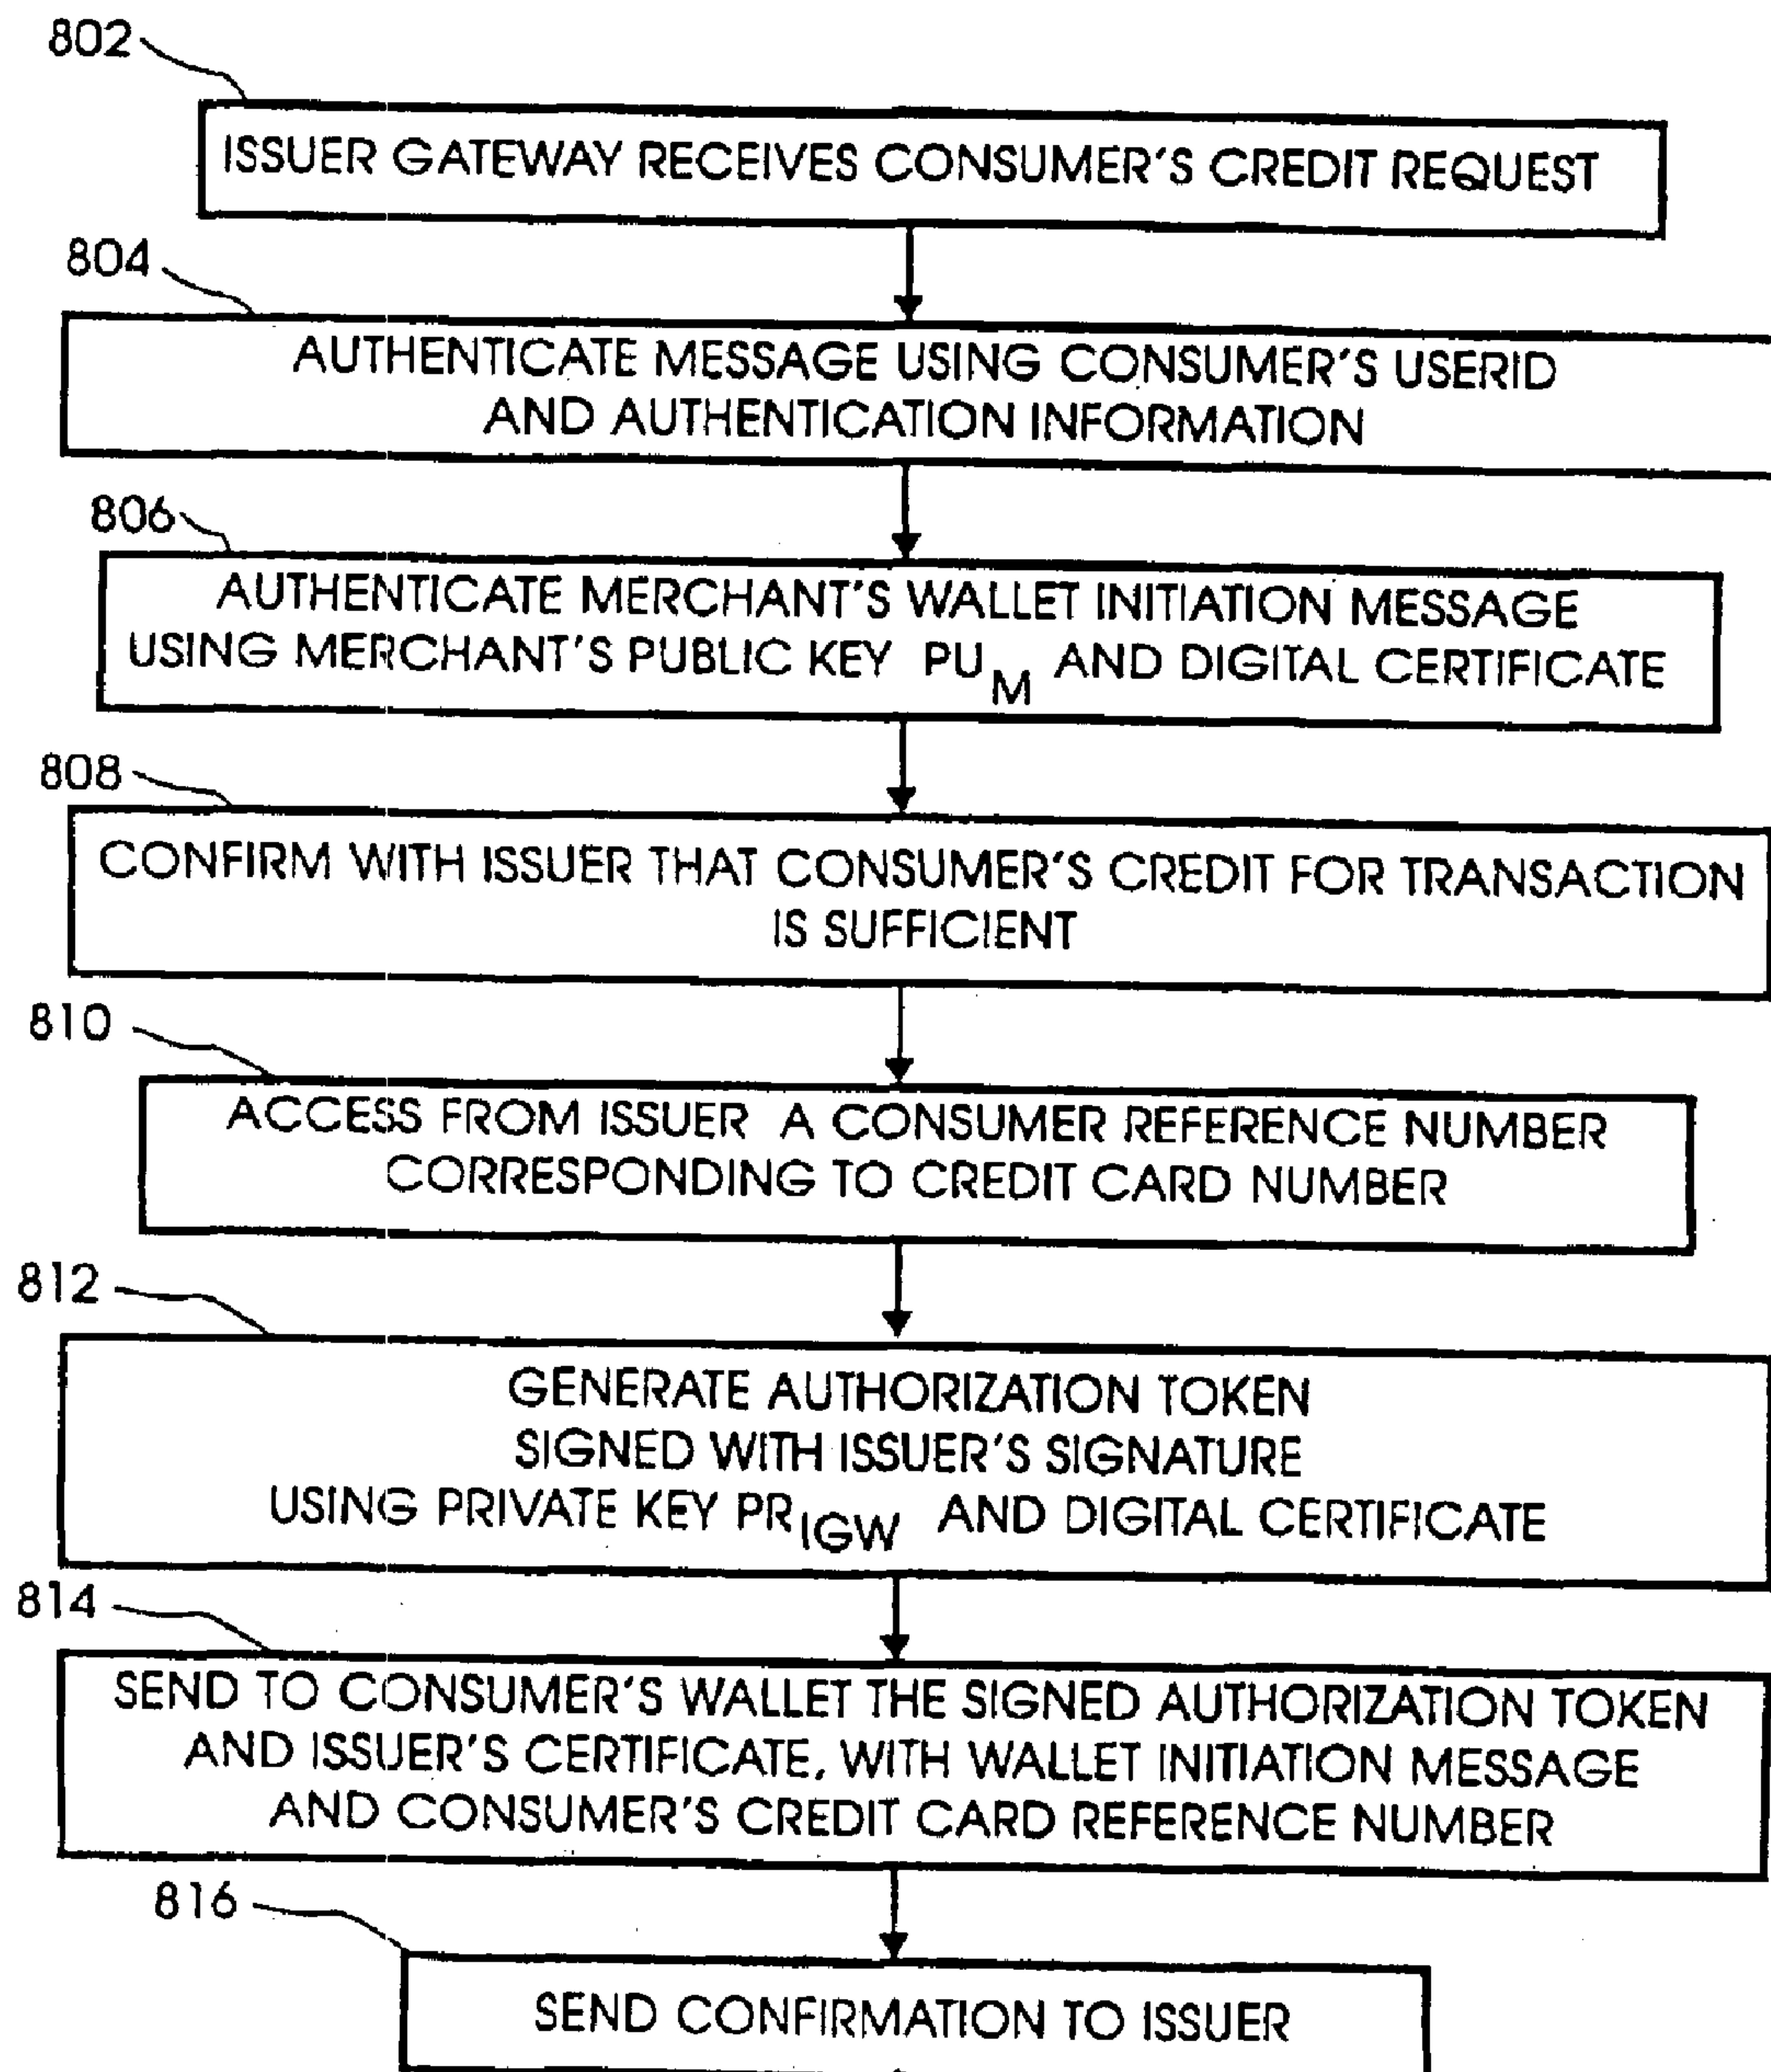 802
ISSUER GATEWAY RECEIVES CONSUMER'S CREDIT REQUEST
804
AUTHENTICATE MESSAGE USING CONSUMER'S USERID
AND AUTHENTICATION INFORMATION
806
AUTHENTICATE MERCHANT'S WALLET INITIATION MESSAGE
USING MERCHANT'S PUBLIC KEY PU_M AND DIGITAL CERTIFICATE
808
CONFIRM WITH ISSUER THAT CONSUMER'S CREDIT FOR TRANSACTION
IS SUFFICIENT
810
ACCESS FROM ISSUER A CONSUMER REFERENCE NUMBER
CORRESPONDING TO CREDIT CARD NUMBER
812
GENERATE AUTHORIZATION TOKEN
SIGNED WITH ISSUER'S SIGNATURE
USING PRIVATE KEY PR_IGW AND DIGITAL CERTIFICATE
814
SEND TO CONSUMER'S WALLET THE SIGNED AUTHORIZATION TOKEN
AND ISSUER'S CERTIFICATE, WITH WALLET INITIATION MESSAGE
AND CONSUMER'S CREDIT CARD REFERENCE NUMBER
816
SEND CONFIRMATION TO ISSUER